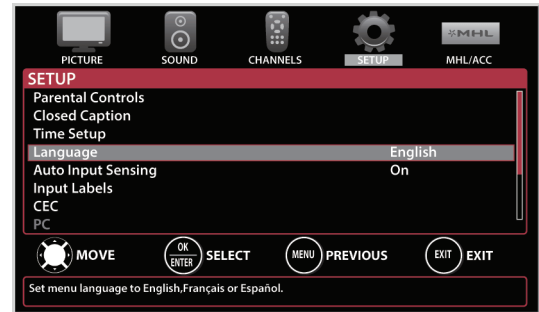 MHL
PICTURE SOUND CHANNELS SETUP MHL/ACC
SETUP
Parental Controls
Closed Caption
Time Setup
Language English
Auto Input Sensing On
Input Labels
CEC
PC
MOVE OK ENTER SELECT MENU PREVIOUS EXIT EXIT
Set menu language to English,Français or Español.